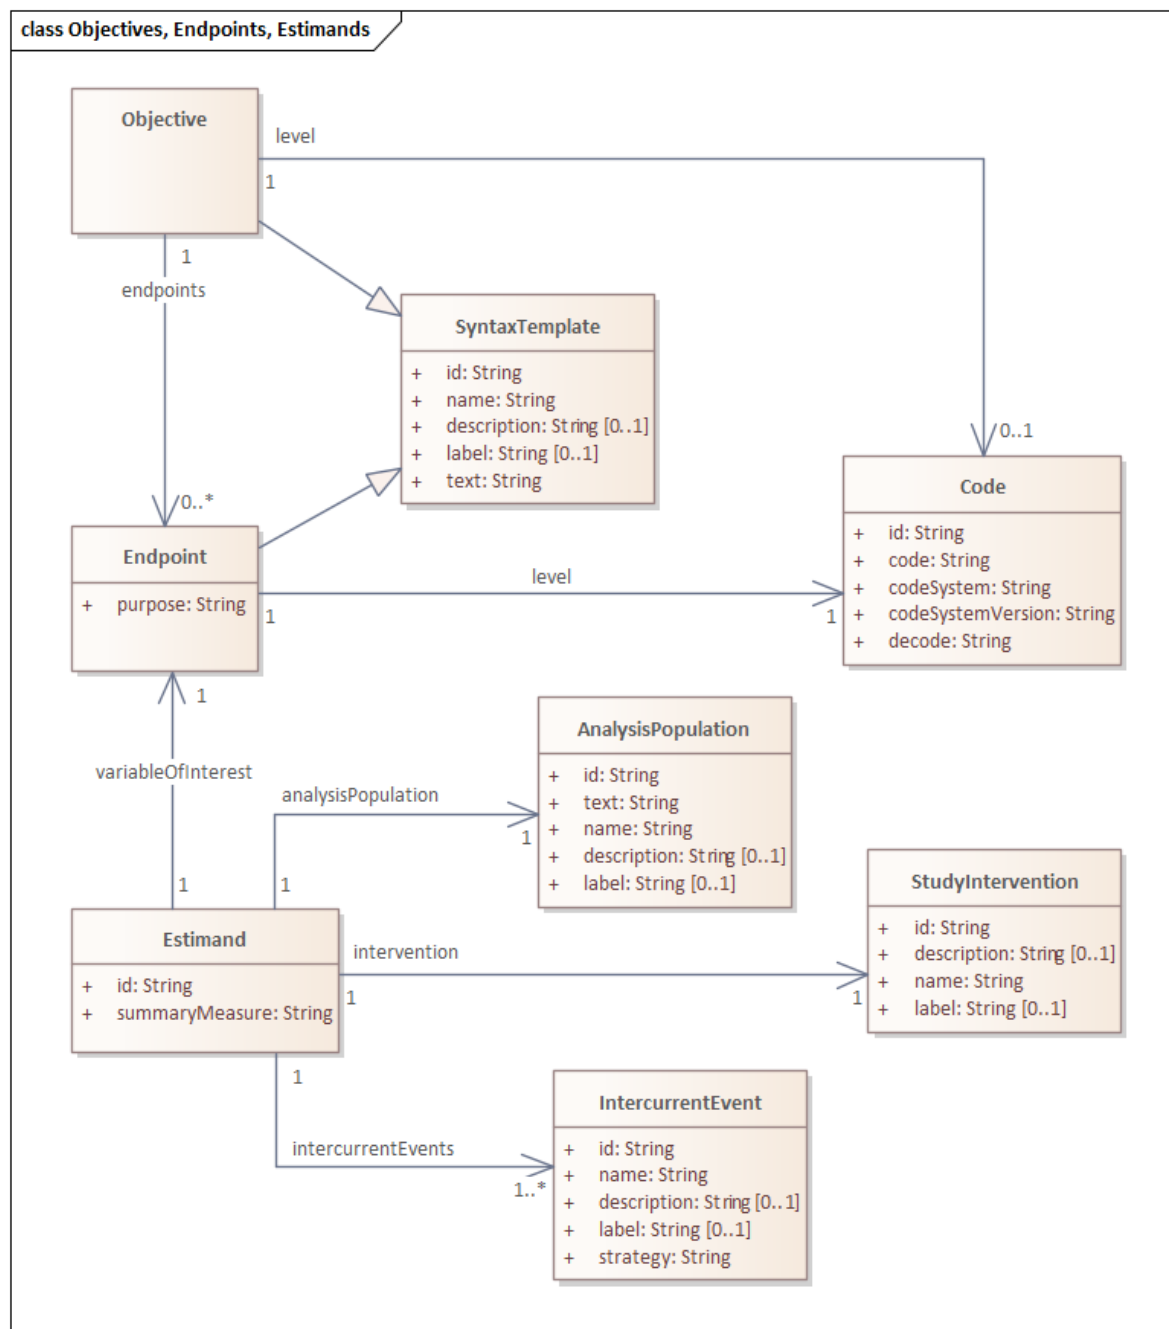 class Objectives, Endpoints, Estimands
Objective
level
1
1
endpoints
SyntaxTemplate
+ id: String
+ name: String
+ description: String [0..1]
+ label: String [0..1]
+ text: String
0..1
Code
+ id: String
+ code: String
+ codeSystem: String
+ codeSystemVersion: String
+ decode: String
0..*
Endpoint
+ purpose: String
level
1
1
1
variableOfInterest
1
AnalysisPopulation
+ id: String
+ text: String
+ name: String
+ description: String [0..1]
+ label: String [0..1]
analysisPopulation
1
1
StudyIntervention
+ id: String
+ description: String [0..1]
+ name: String
+ label: String [0..1]
Estimand
+ id: String
+ summaryMeasure: String
intervention
1
1
1
intercurrentEvents
1..*
IntercurrentEvent
+ id: String
+ name: String
+ description: String [0..1]
+ label: String [0..1]
+ strategy: String